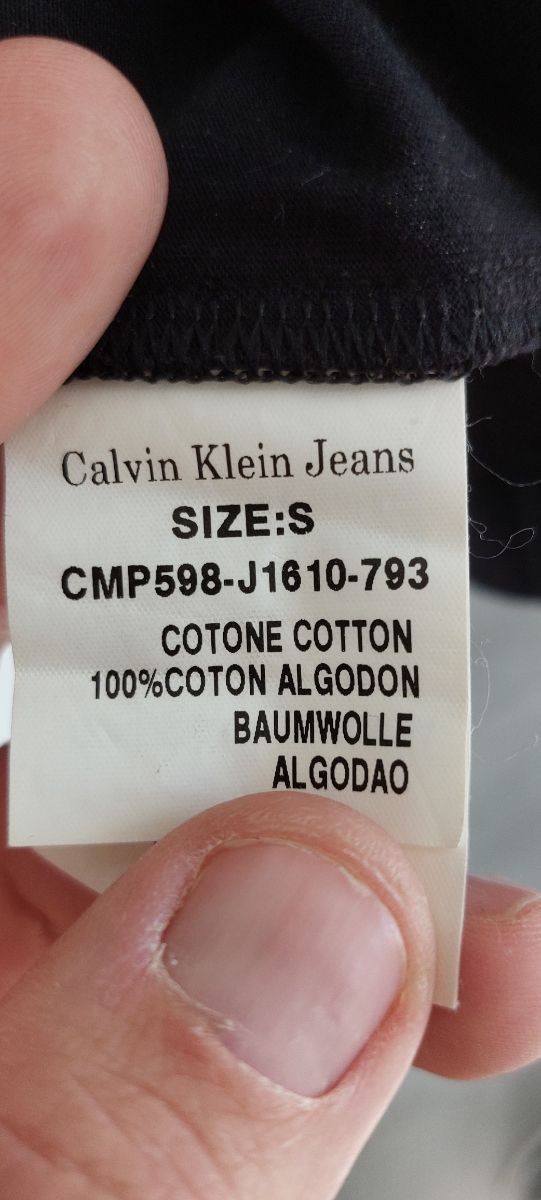 Calvin Klein Jeans
SIZE:S
CMP598-J1610-793
COTONE COTTON
100%COTON ALGODON
BAUMWOLLE
ALGODAO